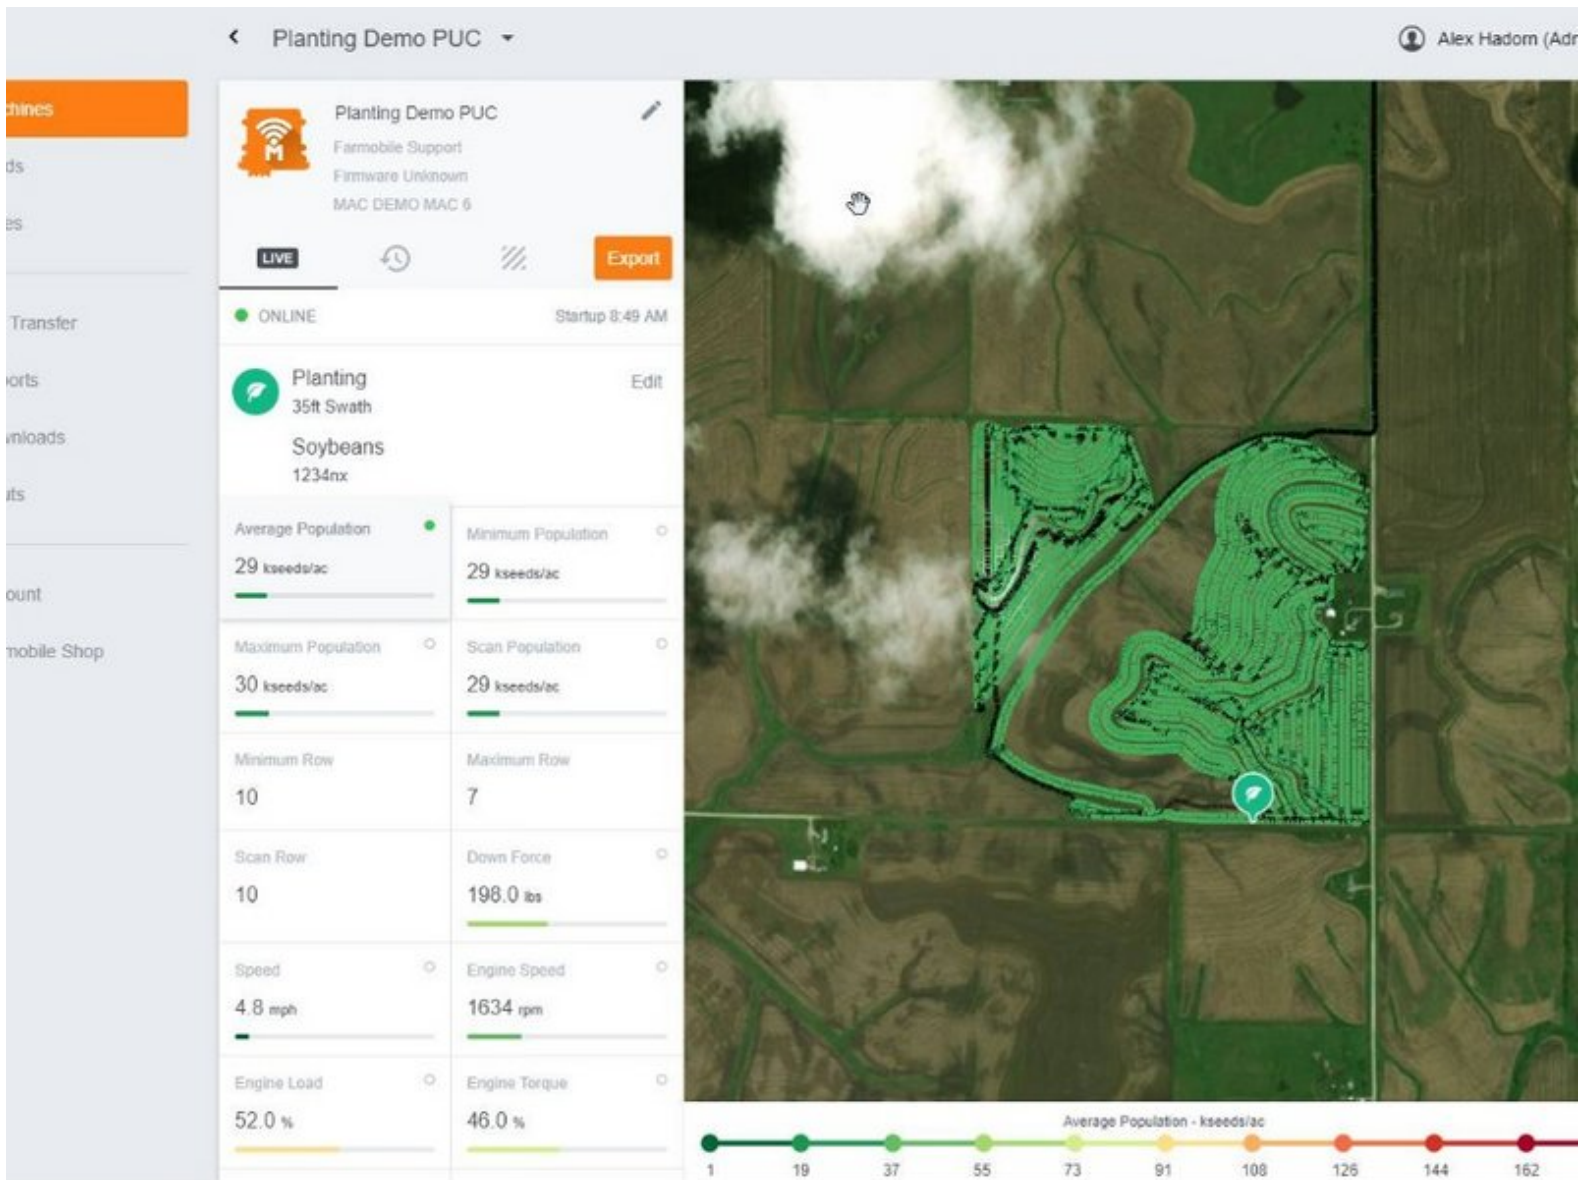 Planting Demo PUC
Alex Hadorn (Adr
chines
ds
es
Transfer
orts
wnloads
uts
ount
mobile Shop
Planting Demo PUC
Farmobile Support
Firmware Unknown
MAC DEMO MAC 6
LIVE
Export
ONLINE
Startup 8:49 AM
Planting
Edit
35ft Swath
Soybeans
1234nx
Average Population
29 kseeds/ac
Minimum Population
29 kseeds/ac
Maximum Population
30 kseeds/ac
Scan Population
29 kseeds/ac
Minimum Row
10
Maximum Row
7
Scan Row
10
Down Force
198.0 lbs
Speed
4.8 mph
Engine Speed
1634 rpm
Engine Load
52.0 %
Engine Torque
46.0 %
Average Population - kseeds/ac
1 19 37 55 73 91 108 126 144 162